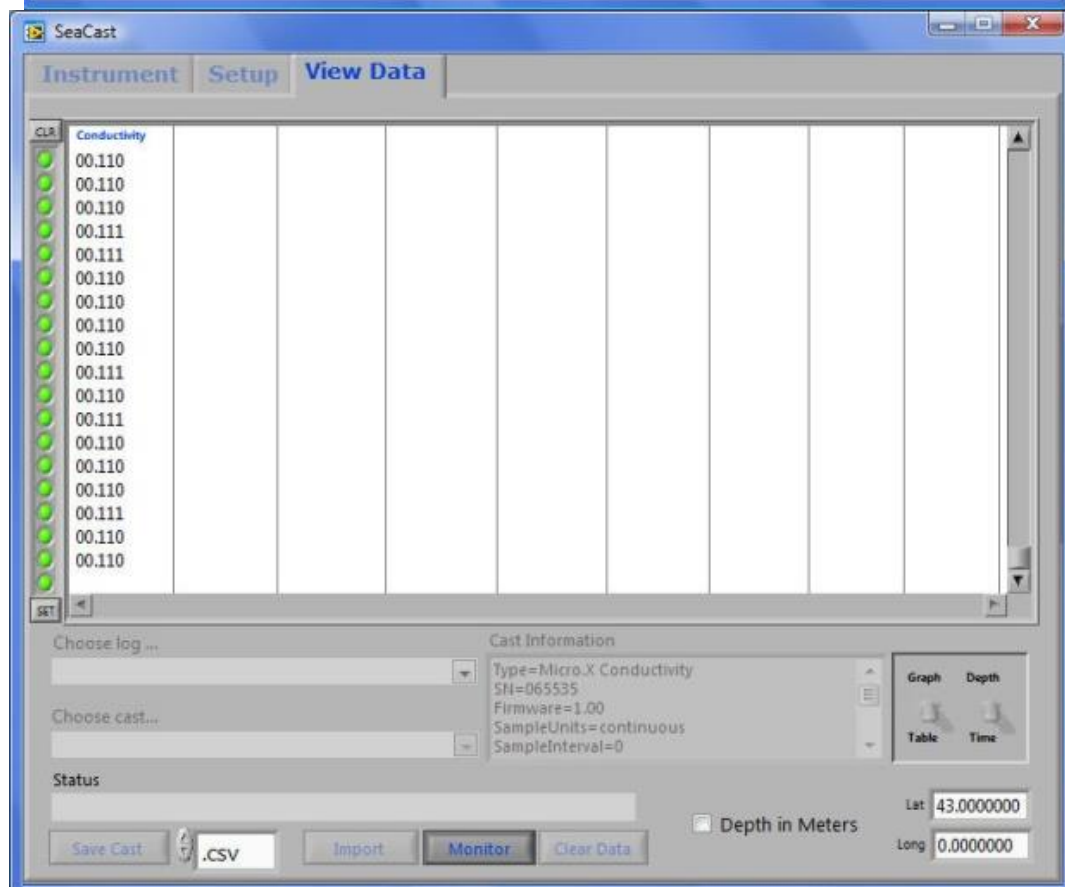 SeaCast
Instrument Setup View Data
CLR
Conductivity
00.110
00.110
00.110
00.111
00.111
00.110
00.110
00.110
00.110
00.111
00.110
00.111
00.110
00.110
00.110
00.111
00.110
00.110
SET
Choose log ...
Choose cast...
Cast Information
Type=Micro.X Conductivity
SN=065535
Firmware=1.00
SampleUnits=continuous
SampleInterval=0
Graph Depth
Table Time
Status
Save Cast .CSV Import Monitor Clear Data
Depth in Meters
Lat 43.0000000
Long 0.0000000